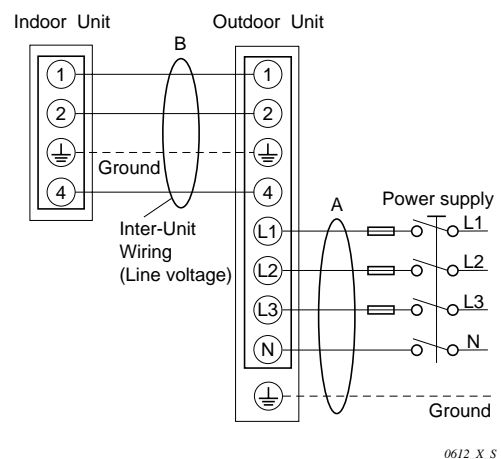 Indoor Unit
Outdoor Unit
B
1
2
4
1
2
4
Ground
Inter-Unit
Wiring
(Line voltage)
A
Power supply
L1
L2
L3
N
L1
L2
L3
N
Ground
0612_X_S